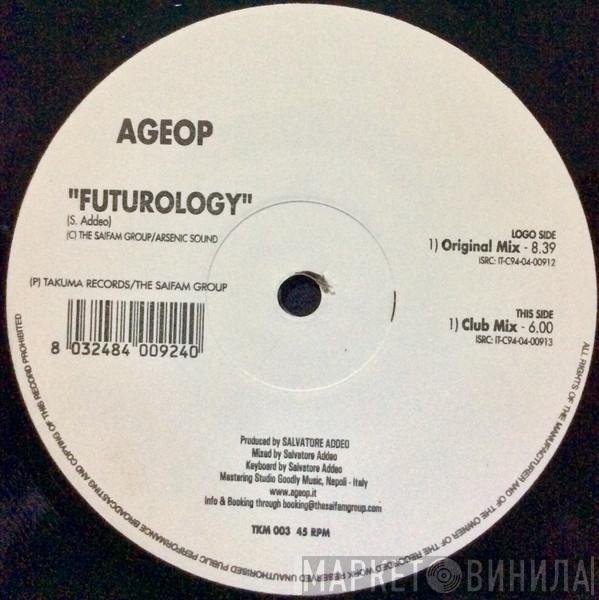 AGEOP
"FUTUROLOGY"
(S. Addeo)
(C) THE SAIFAM GROUP/ARSENIC SOUND
(P) TAKUMA RECORDS/THE SAIFAM GROUP
8 032484 009240
LOGO SIDE
1) Original Mix - 8.39
ISRC: IT-C94-04-00912
THIS SIDE
1) Club Mix - 6.00
ISRC: IT-C94-04-00913
Produced by SALVATORE ADDEO
Mixed by Salvatore Addeo
Keyboard by Salvatore Addeo
Mastering Studio Goodly Music, Nepoli - Italy
www.ageop.it
Info & Booking through booking@thesaifamgroup.com
TKM 003 45 RPM
ALL RIGHTS OF THE MANUFACTURER AND OF THE OWNER OF THE RECORDED WORK RESERVED UNAUTHORISED PUBLIC PERFORMANCE BROADCASTING AND COPYING OF THIS RECORD PROHIBITED
МАРКЕТ ВИНИЛА